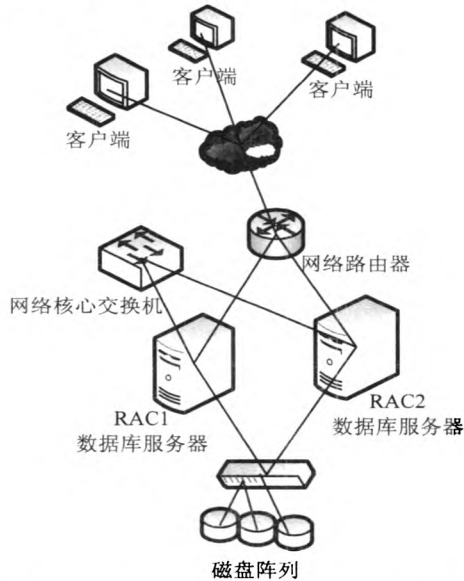 客户端
客户端
客户端
网络路由器
网络核心交换机
RAC1
数据库服务器
RAC2
数据库服务器
磁盘阵列